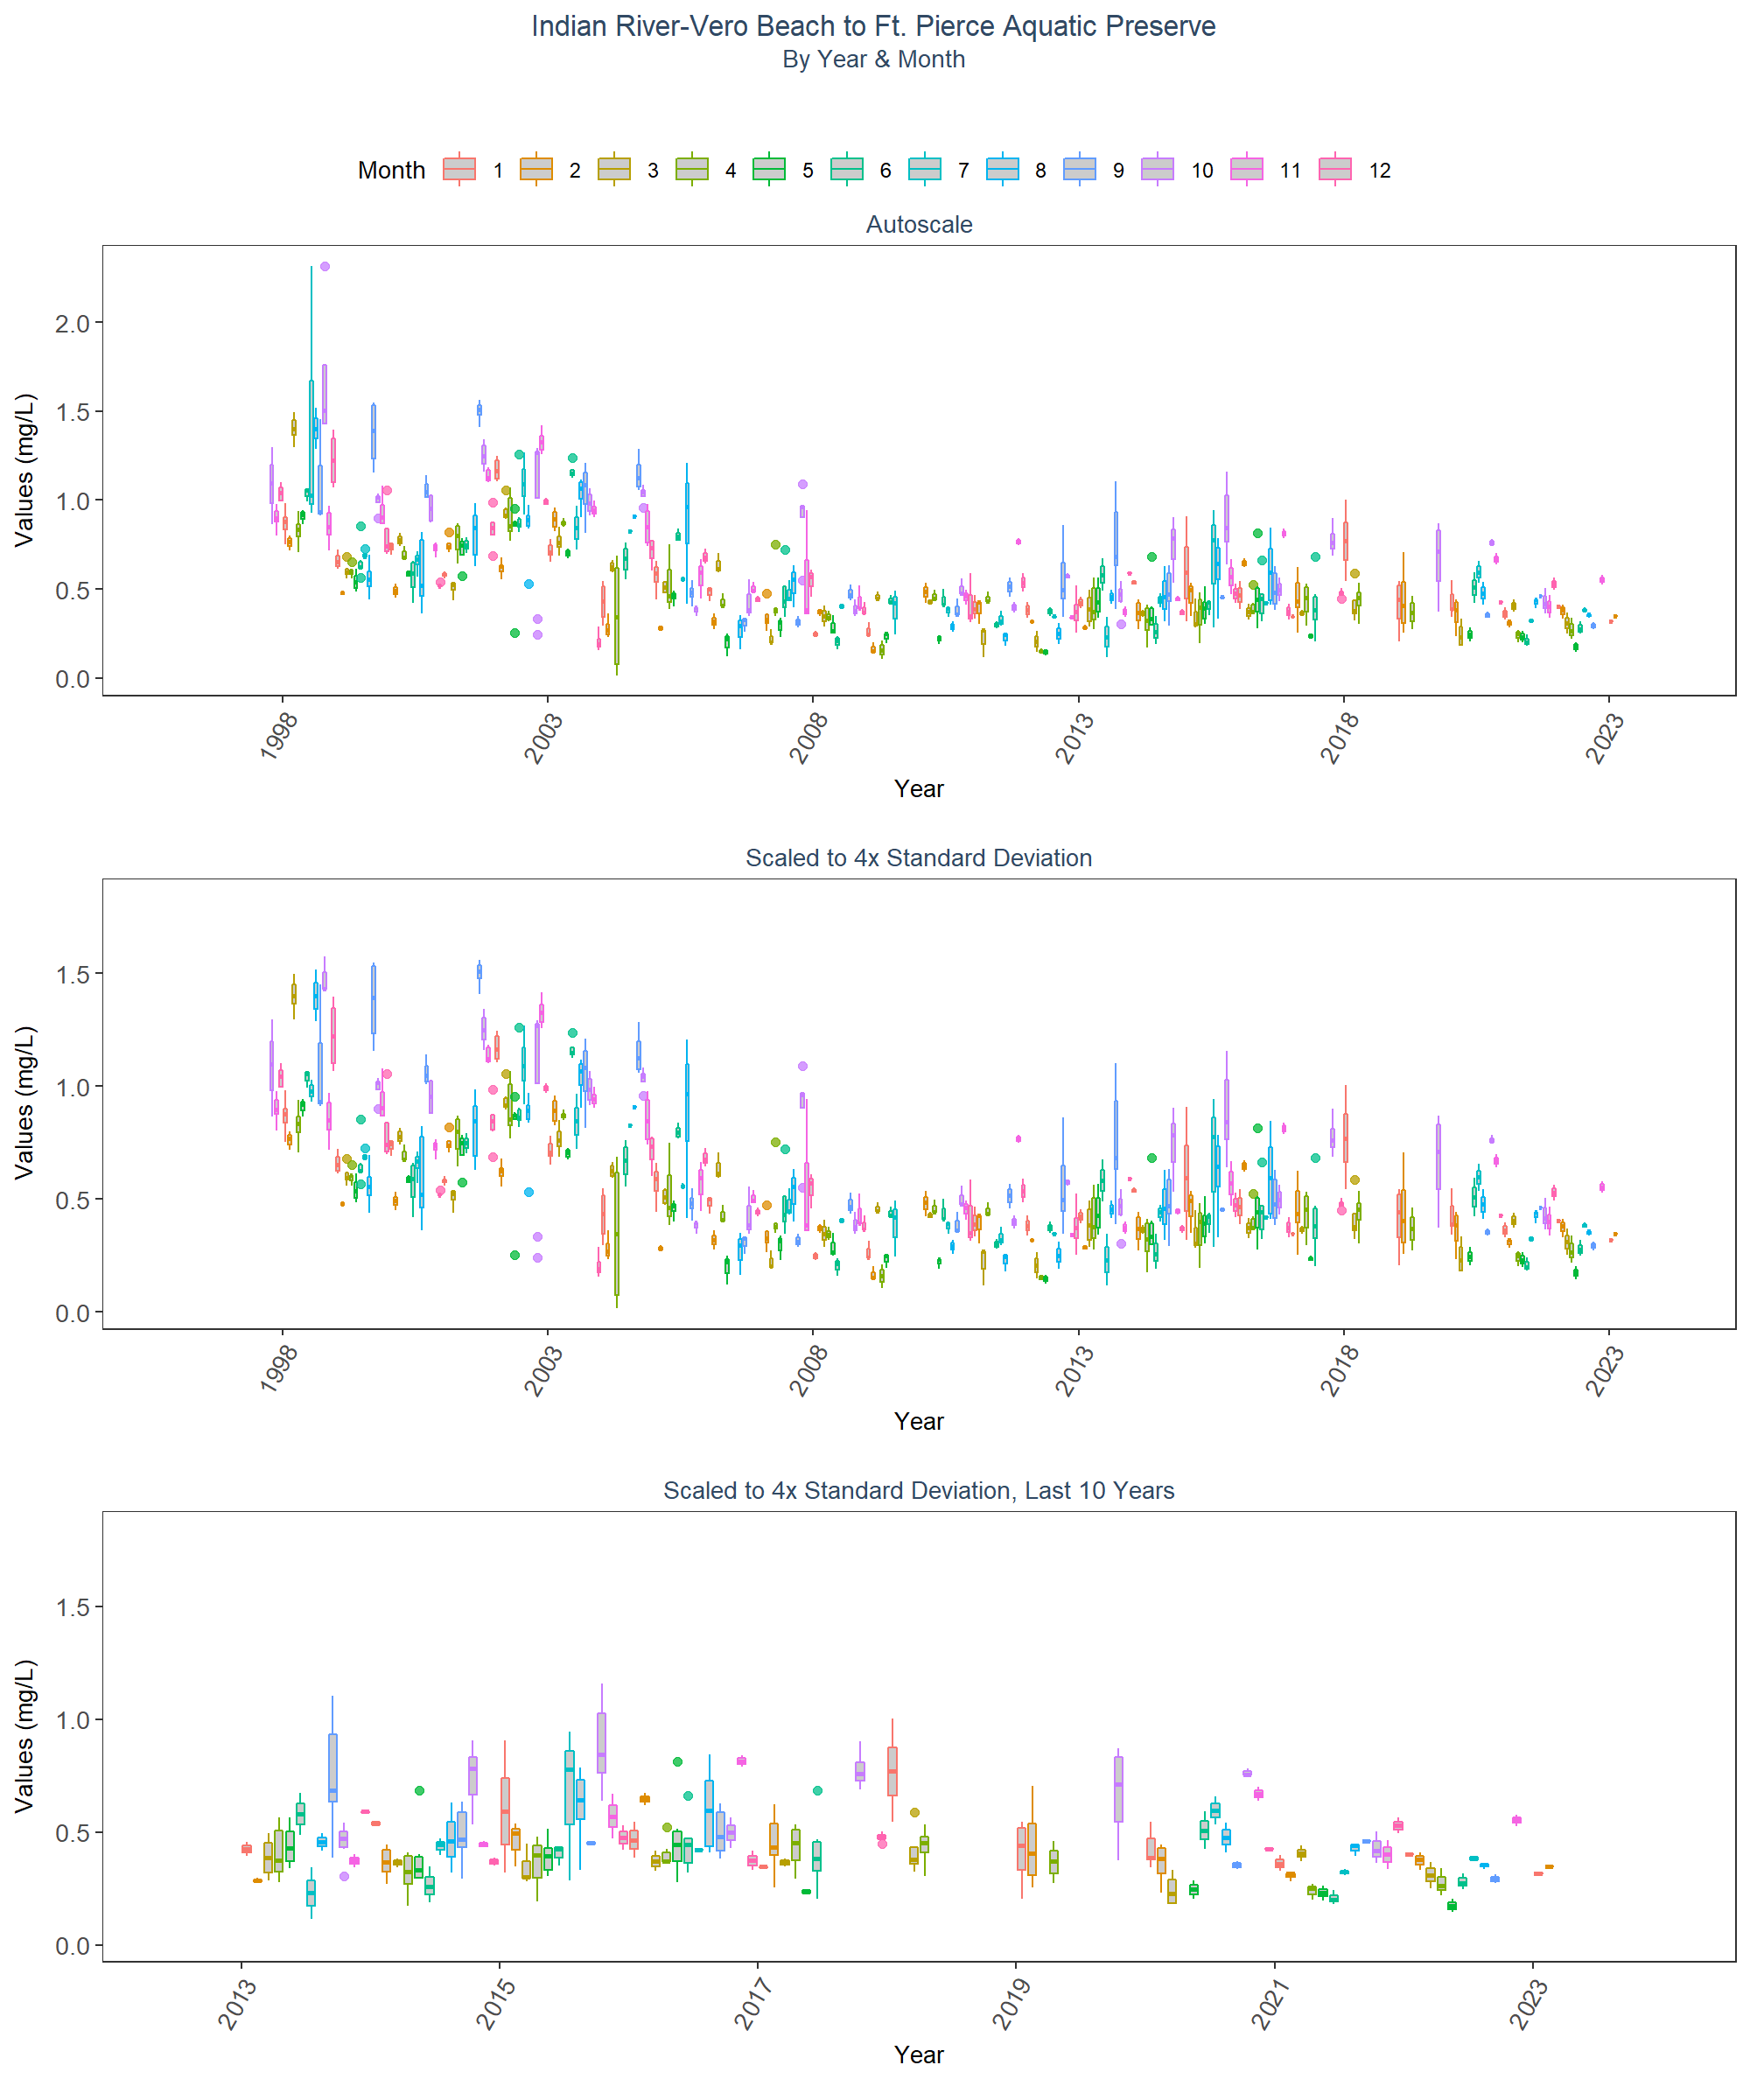 Indian River-Vero Beach to Ft. Pierce Aquatic Preserve
By Year & Month
Month 1 2 3 4 5 6 7 8 9 10 11 12
Autoscale
Values (mg/L)
2.0
1.5
1.0
0.5
0.0
1998 2003 2008 2013 2018 2023
Year
Scaled to 4x Standard Deviation
Values (mg/L)
1.5
1.0
0.5
0.0
1998 2003 2008 2013 2018 2023
Year
Scaled to 4x Standard Deviation, Last 10 Years
Values (mg/L)
1.5
1.0
0.5
0.0
2013 2015 2017 2019 2021 2023
Year